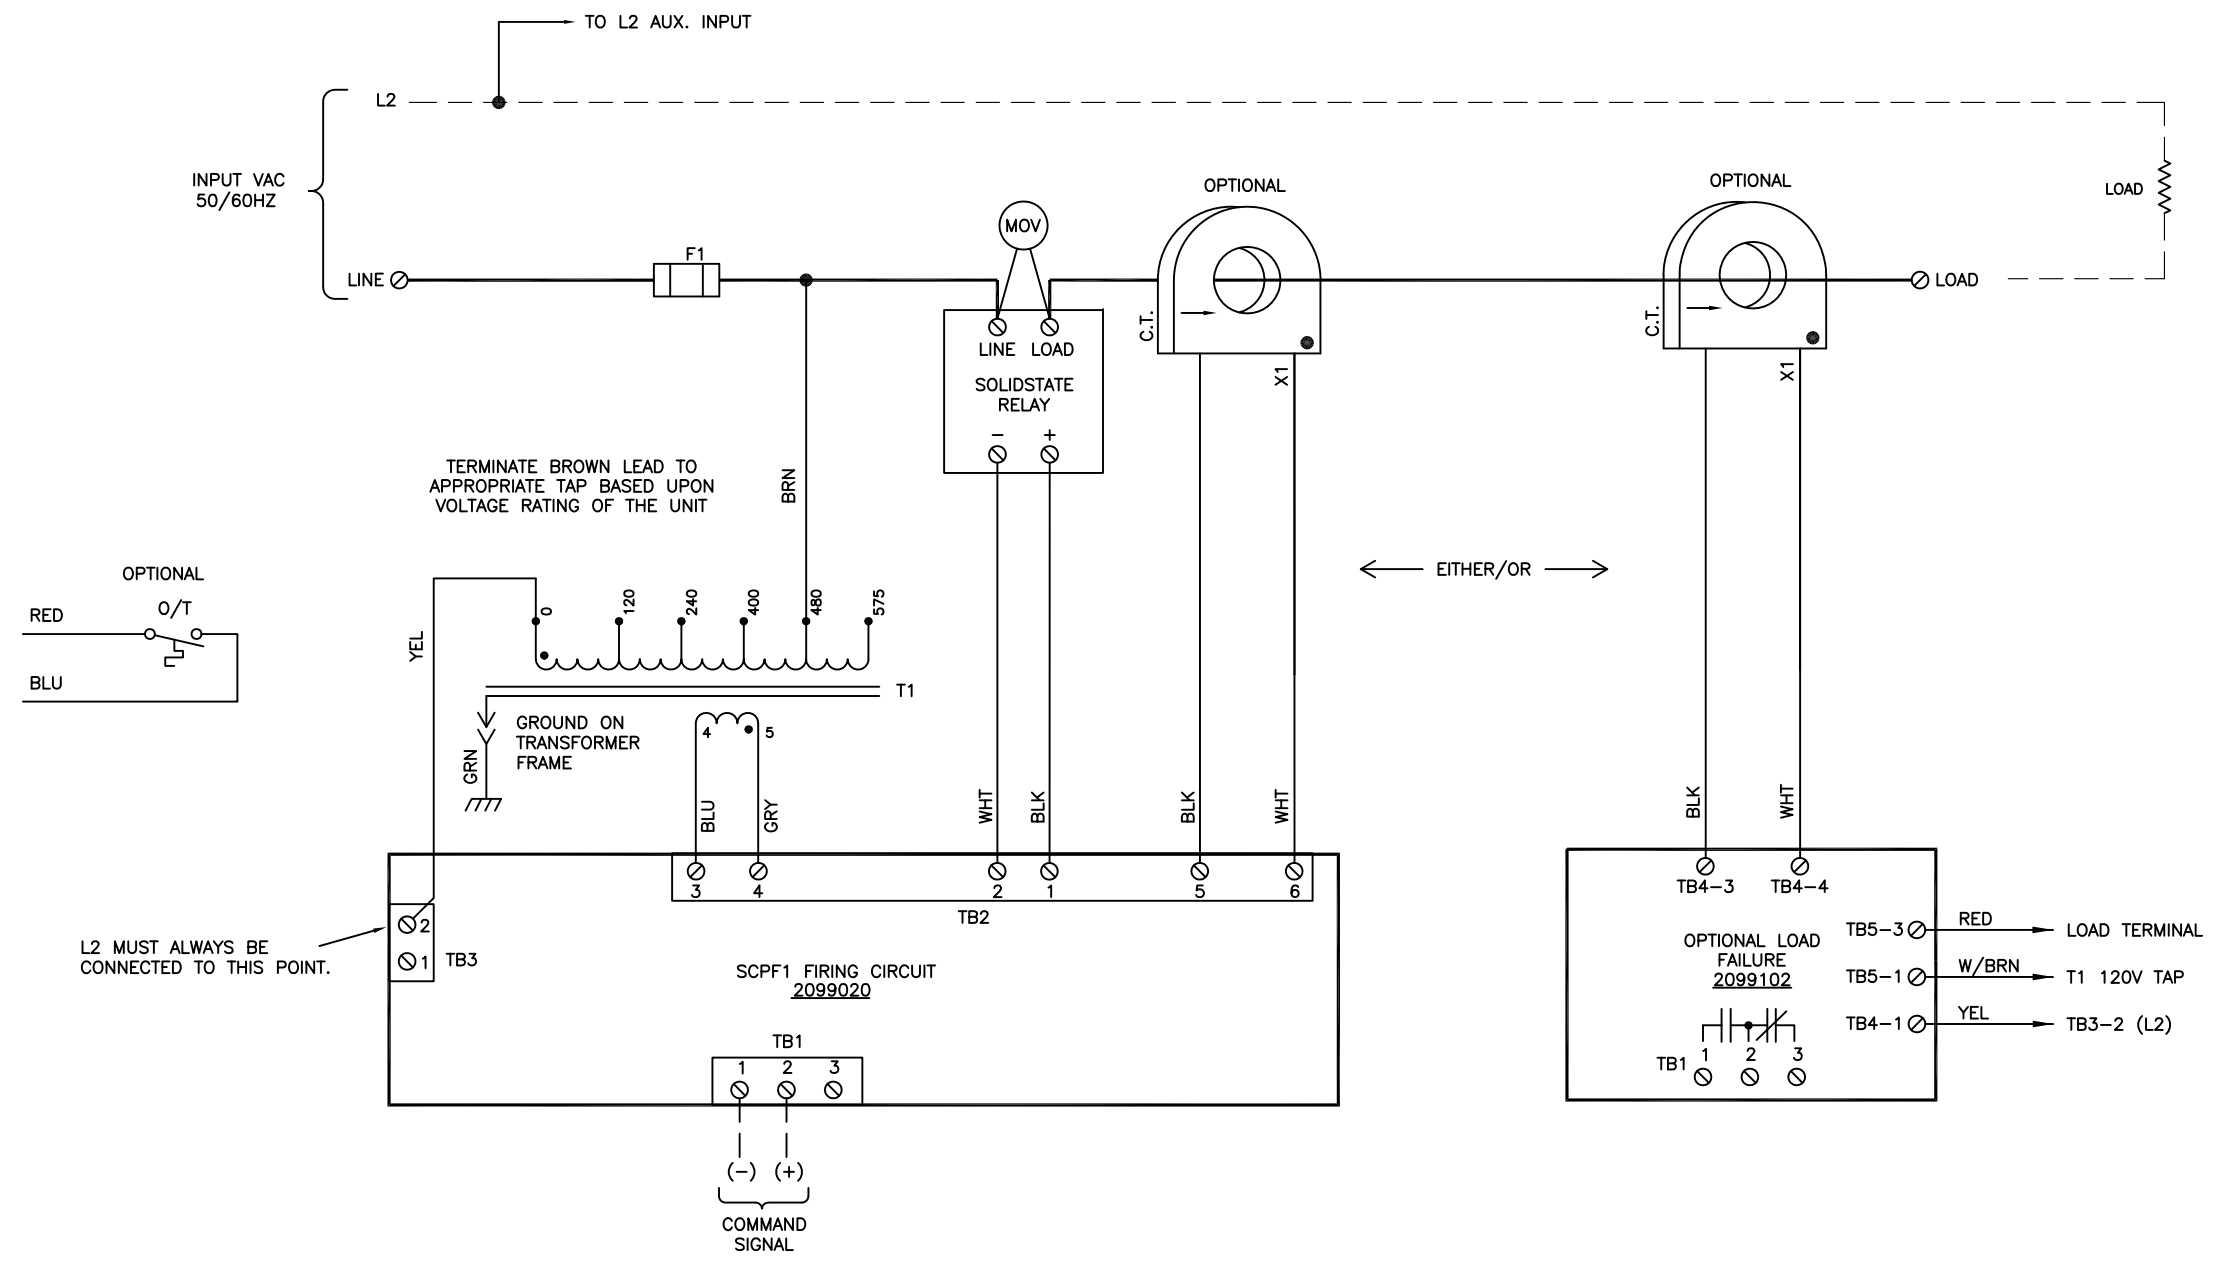 TO L2 AUX. INPUT
L2
INPUT VAC
50/60HZ
LINE
F1
MOV
OPTIONAL
OPTIONAL
LOAD
LOAD
C.T.
C.T.
LINE LOAD
SOLIDSTATE
RELAY
- +
X1
X1
TERMINATE BROWN LEAD TO
APPROPRIATE TAP BASED UPON
VOLTAGE RATING OF THE UNIT
BRN
EITHER/OR
OPTIONAL
O/T
RED
BLU
YEL
0 120 240 400 480 575
T1
GROUND ON
TRANSFORMER
FRAME
GRN
4 5
BLU
GRY
WHT
BLK
BLK
WHT
BLK
WHT
3 4 2 1 5 6
TB2
2
1
TB3
L2 MUST ALWAYS BE
CONNECTED TO THIS POINT.
SCPF1 FIRING CIRCUIT
2099020
TB1
1 2 3
(-) (+)
COMMAND
SIGNAL
TB4-3 TB4-4
OPTIONAL LOAD
FAILURE
2099102
TB5-3 RED LOAD TERMINAL
TB5-1 W/BRN T1 120V TAP
TB4-1 YEL TB3-2 (L2)
TB1 1 2 3